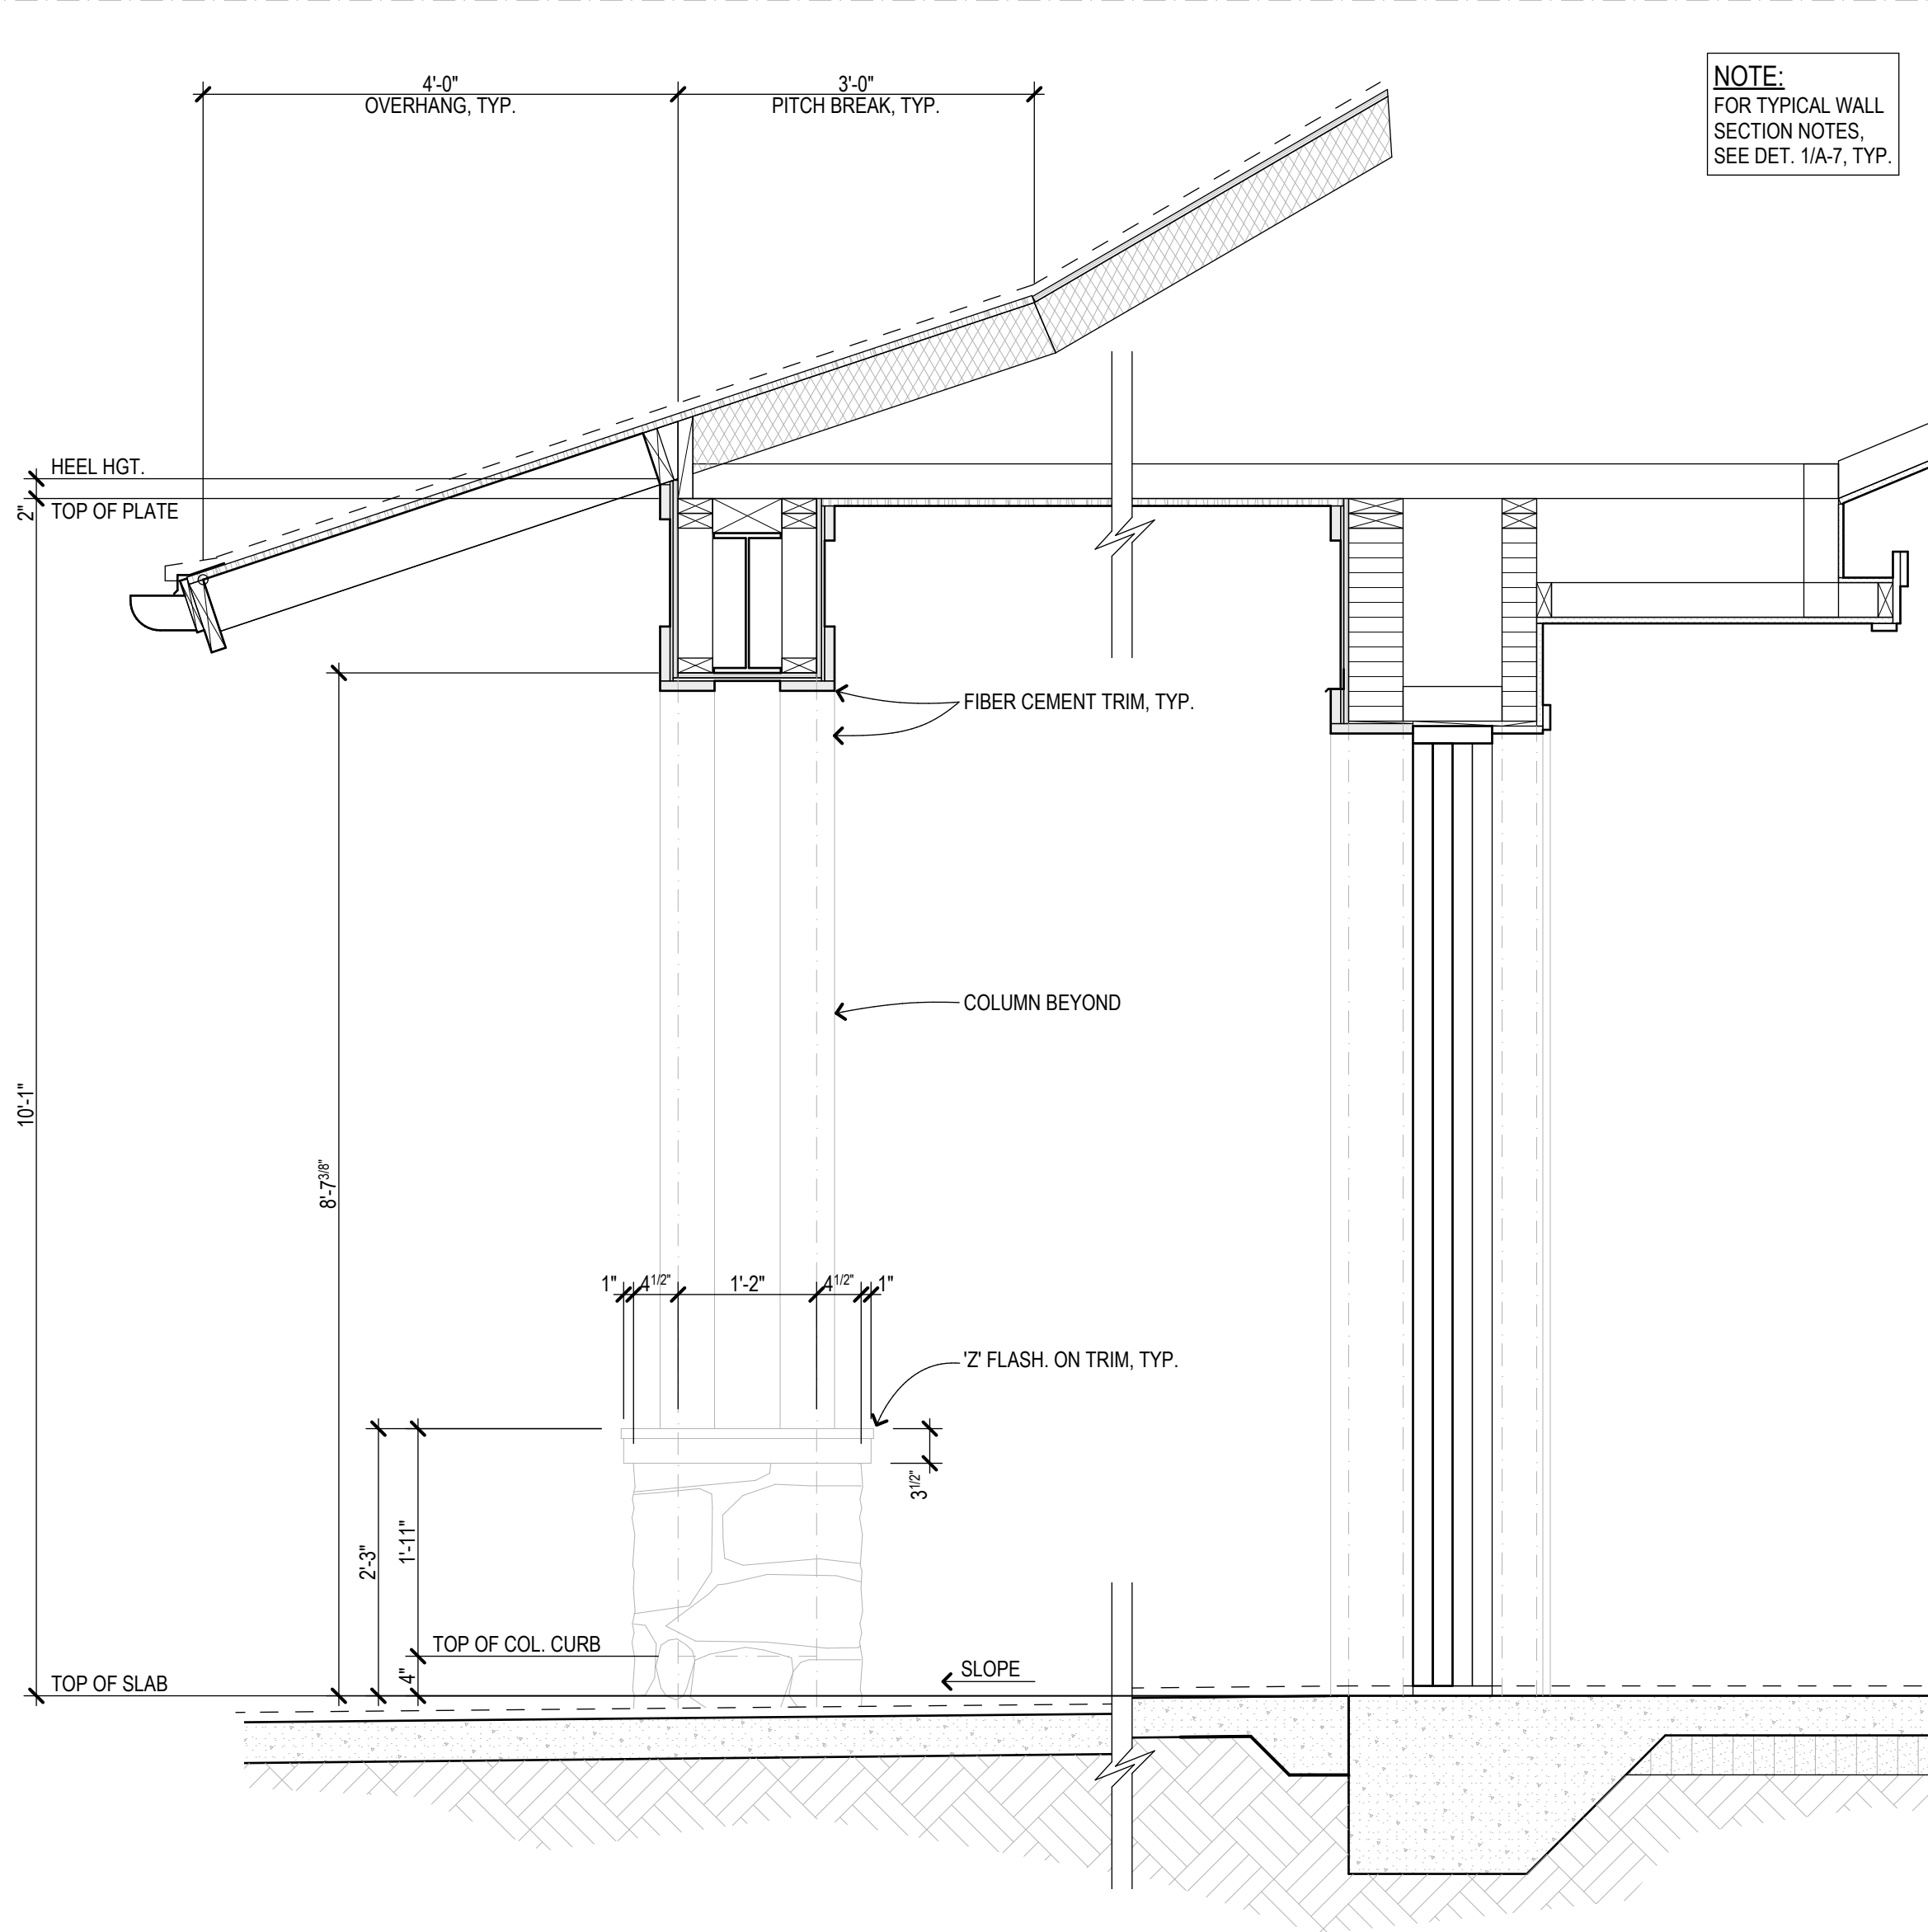 4'-0"
OVERHANG, TYP.
3'-0"
PITCH BREAK, TYP.
NOTE:
FOR TYPICAL WALL
SECTION NOTES,
SEE DET. 1/A-7, TYP.
HEEL HGT.
2"
TOP OF PLATE
FIBER CEMENT TRIM, TYP.
COLUMN BEYOND
10'-1"
8'-7 3/8"
1"
4 1/2"
1'-2"
4 1/2"
1"
'Z' FLASH. ON TRIM, TYP.
3 1/2"
2'-3"
1'-11"
TOP OF COL. CURB
4"
SLOPE
TOP OF SLAB